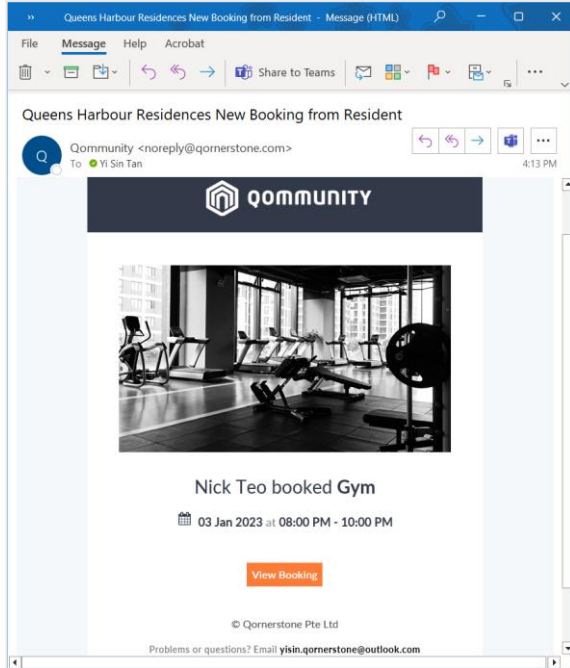 Queens Harbour Residences New Booking from Resident - Message (HTML)
File Message Help Acrobat
Share to Teams
Queens Harbour Residences New Booking from Resident
Q
Qommunity <noreply@qornerstone.com>
To Yi Sin Tan
4:13 PM
QOMMUNITY
Nick Teo booked Gym
03 Jan 2023 at 08:00 PM - 10:00 PM
View Booking
© Qornerstone Pte Ltd
Problems or questions? Email yisin.qornerstone@outlook.com